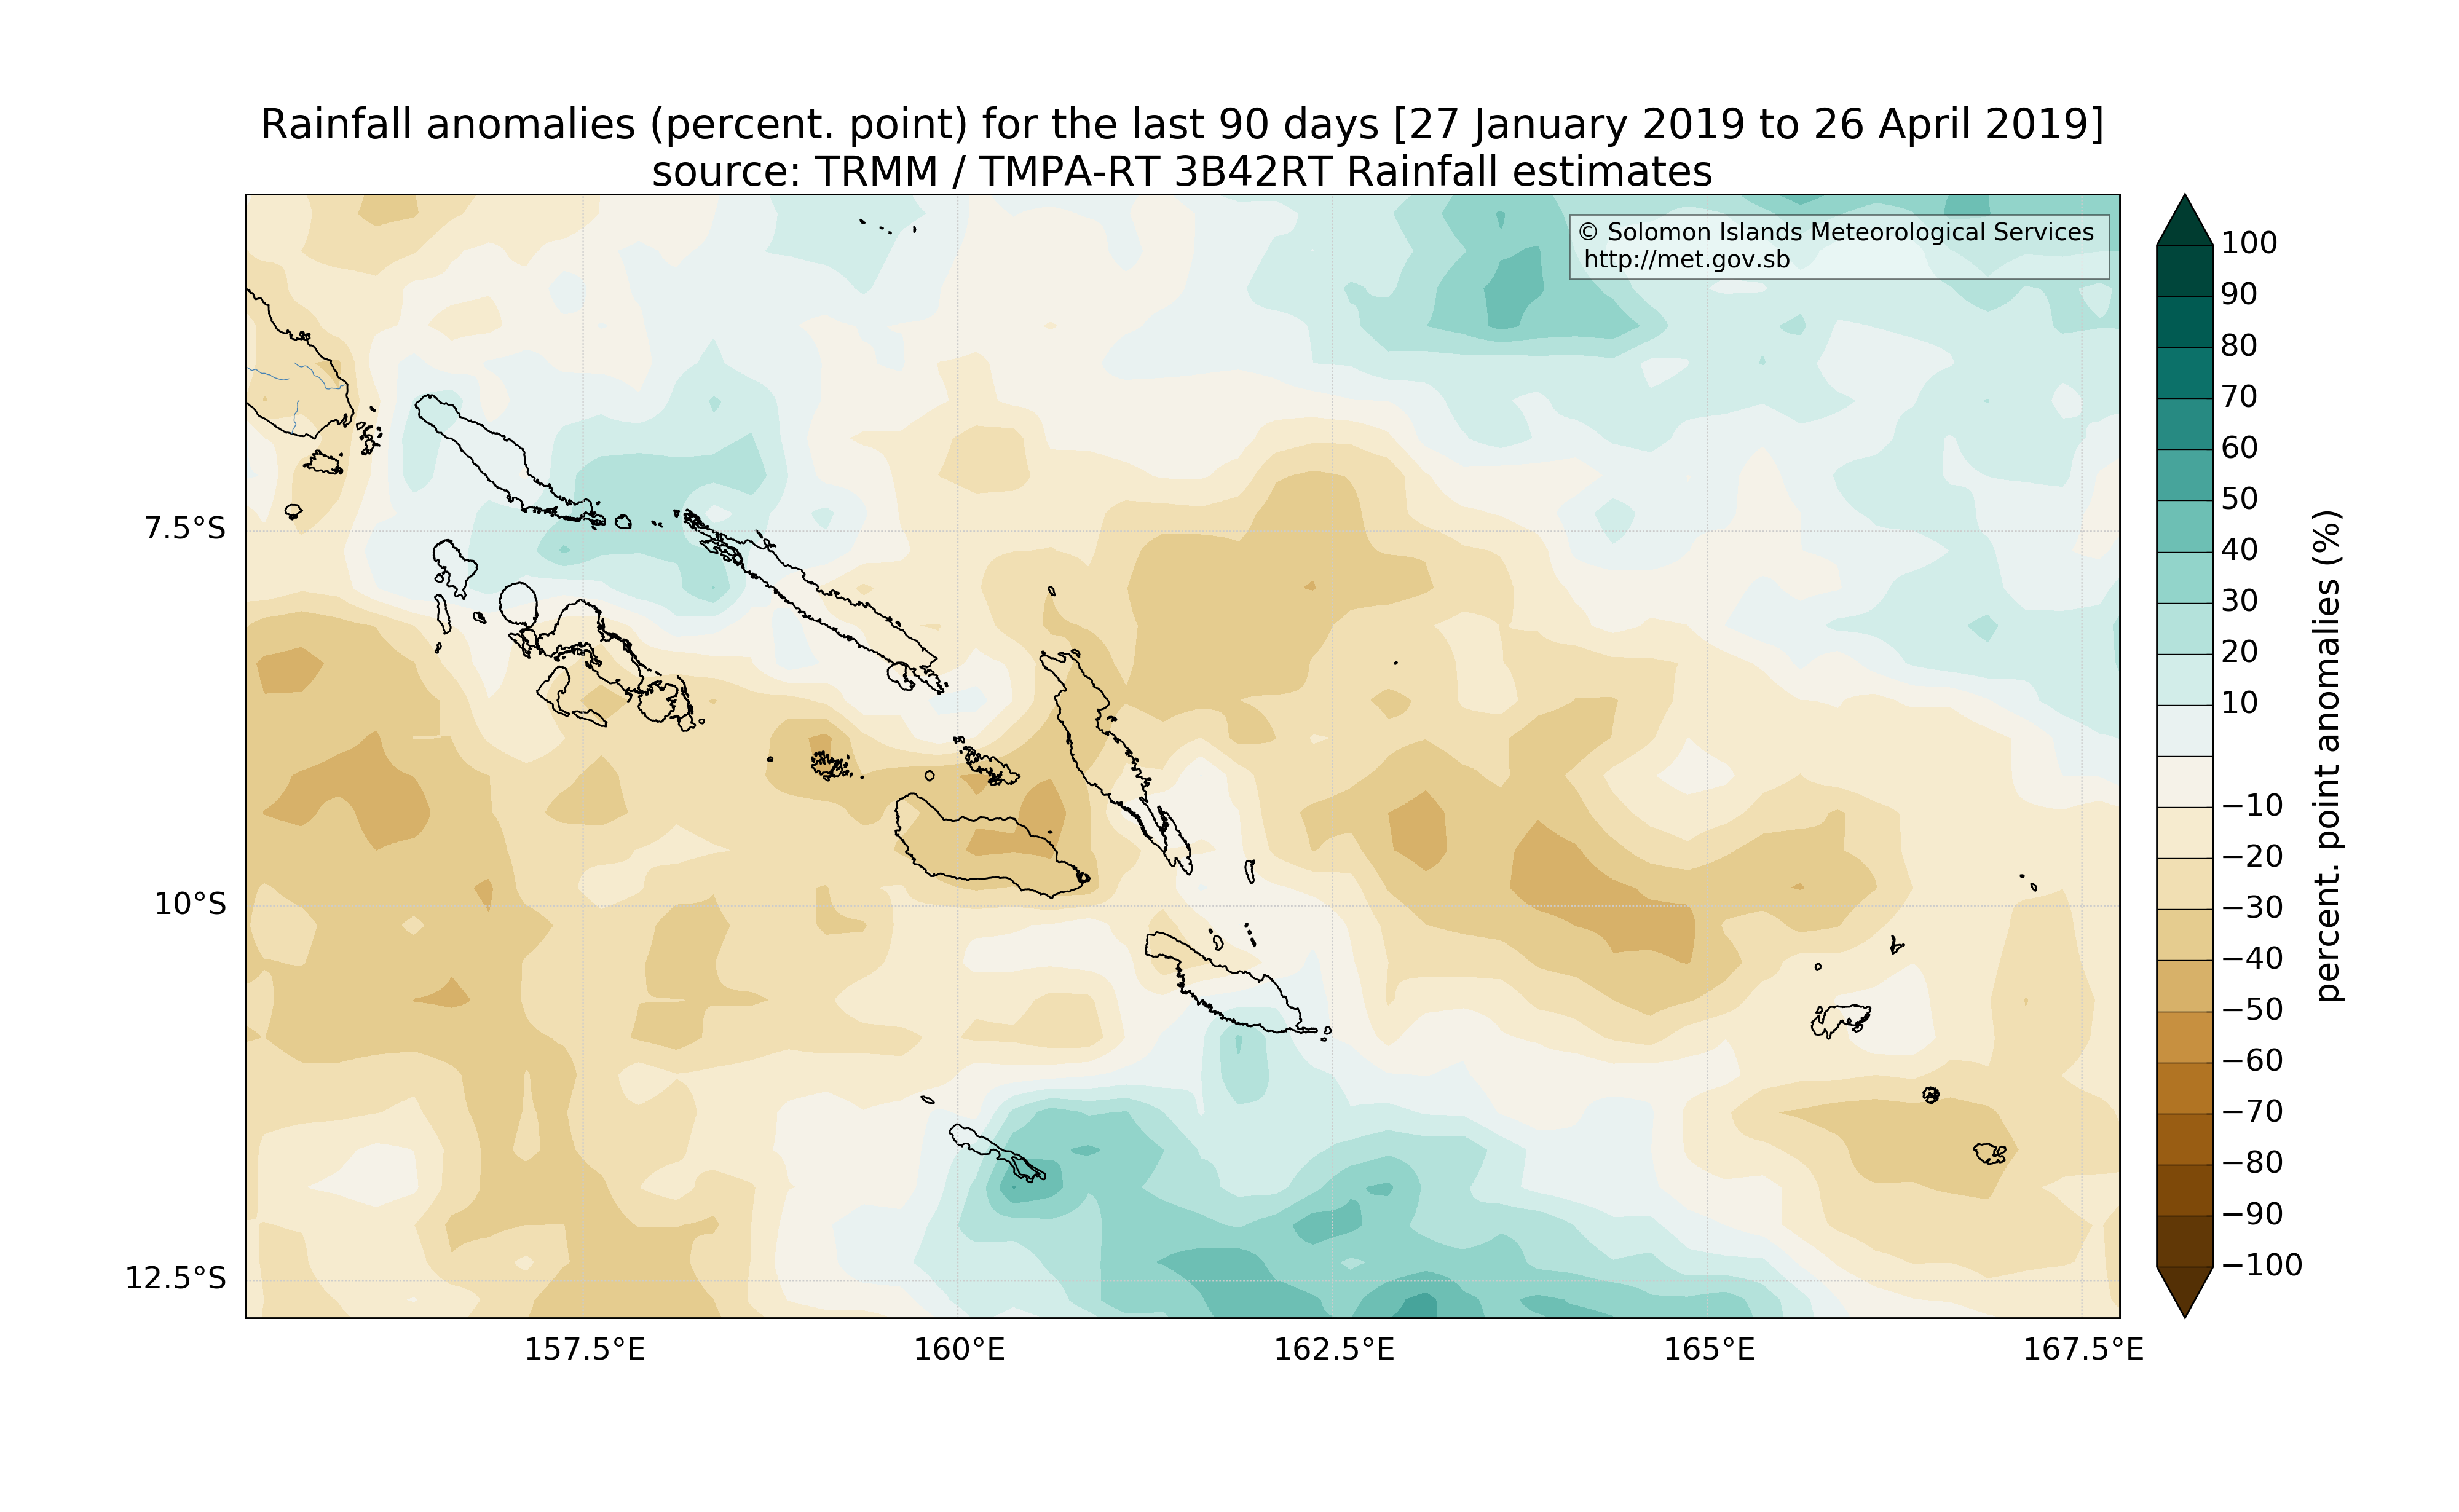 Rainfall anomalies (percent. point) for the last 90 days [27 January 2019 to 26 April 2019]
source: TRMM / TMPA-RT 3B42RT Rainfall estimates
© Solomon Islands Meteorological Services
http://met.gov.sb
7.5°S
10°S
12.5°S
157.5°E
160°E
162.5°E
165°E
167.5°E
100
90
80
70
60
50
40
30
20
10
−10
−20
−30
−40
−50
−60
−70
−80
−90
−100
percent. point anomalies (%)